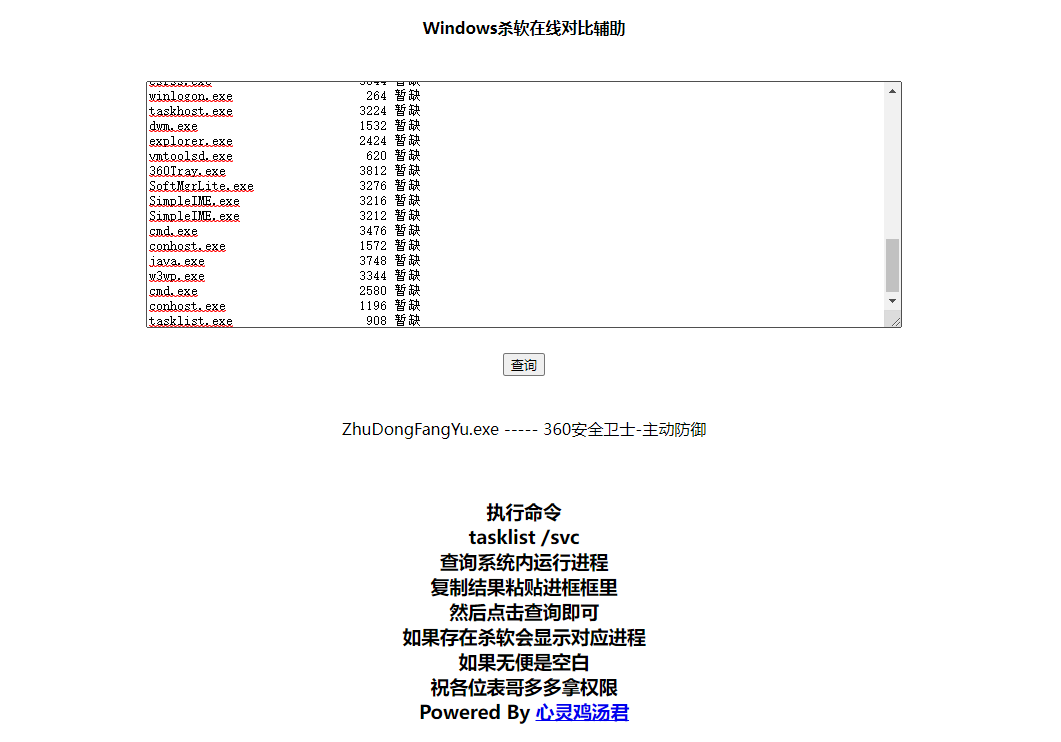 Windows杀软在线对比辅助
csrss.exe 3844 暂缺
winlogon.exe 264 暂缺
taskhost.exe 3224 暂缺
dwm.exe 1532 暂缺
explorer.exe 2424 暂缺
vmtoolsd.exe 620 暂缺
360Tray.exe 3812 暂缺
SoftMgrLite.exe 3276 暂缺
SimpleIME.exe 3216 暂缺
SimpleIME.exe 3212 暂缺
cmd.exe 3476 暂缺
conhost.exe 1572 暂缺
java.exe 3748 暂缺
w3wp.exe 3344 暂缺
cmd.exe 2580 暂缺
conhost.exe 1196 暂缺
tasklist.exe 908 暂缺
查询
ZhuDongFangYu.exe ----- 360安全卫士-主动防御
执行命令
tasklist /svc
查询系统内运行进程
复制结果粘贴进框框里
然后点击查询即可
如果存在杀软会显示对应进程
如果无便是空白
祝各位表哥多多拿权限
Powered By 心灵鸡汤君